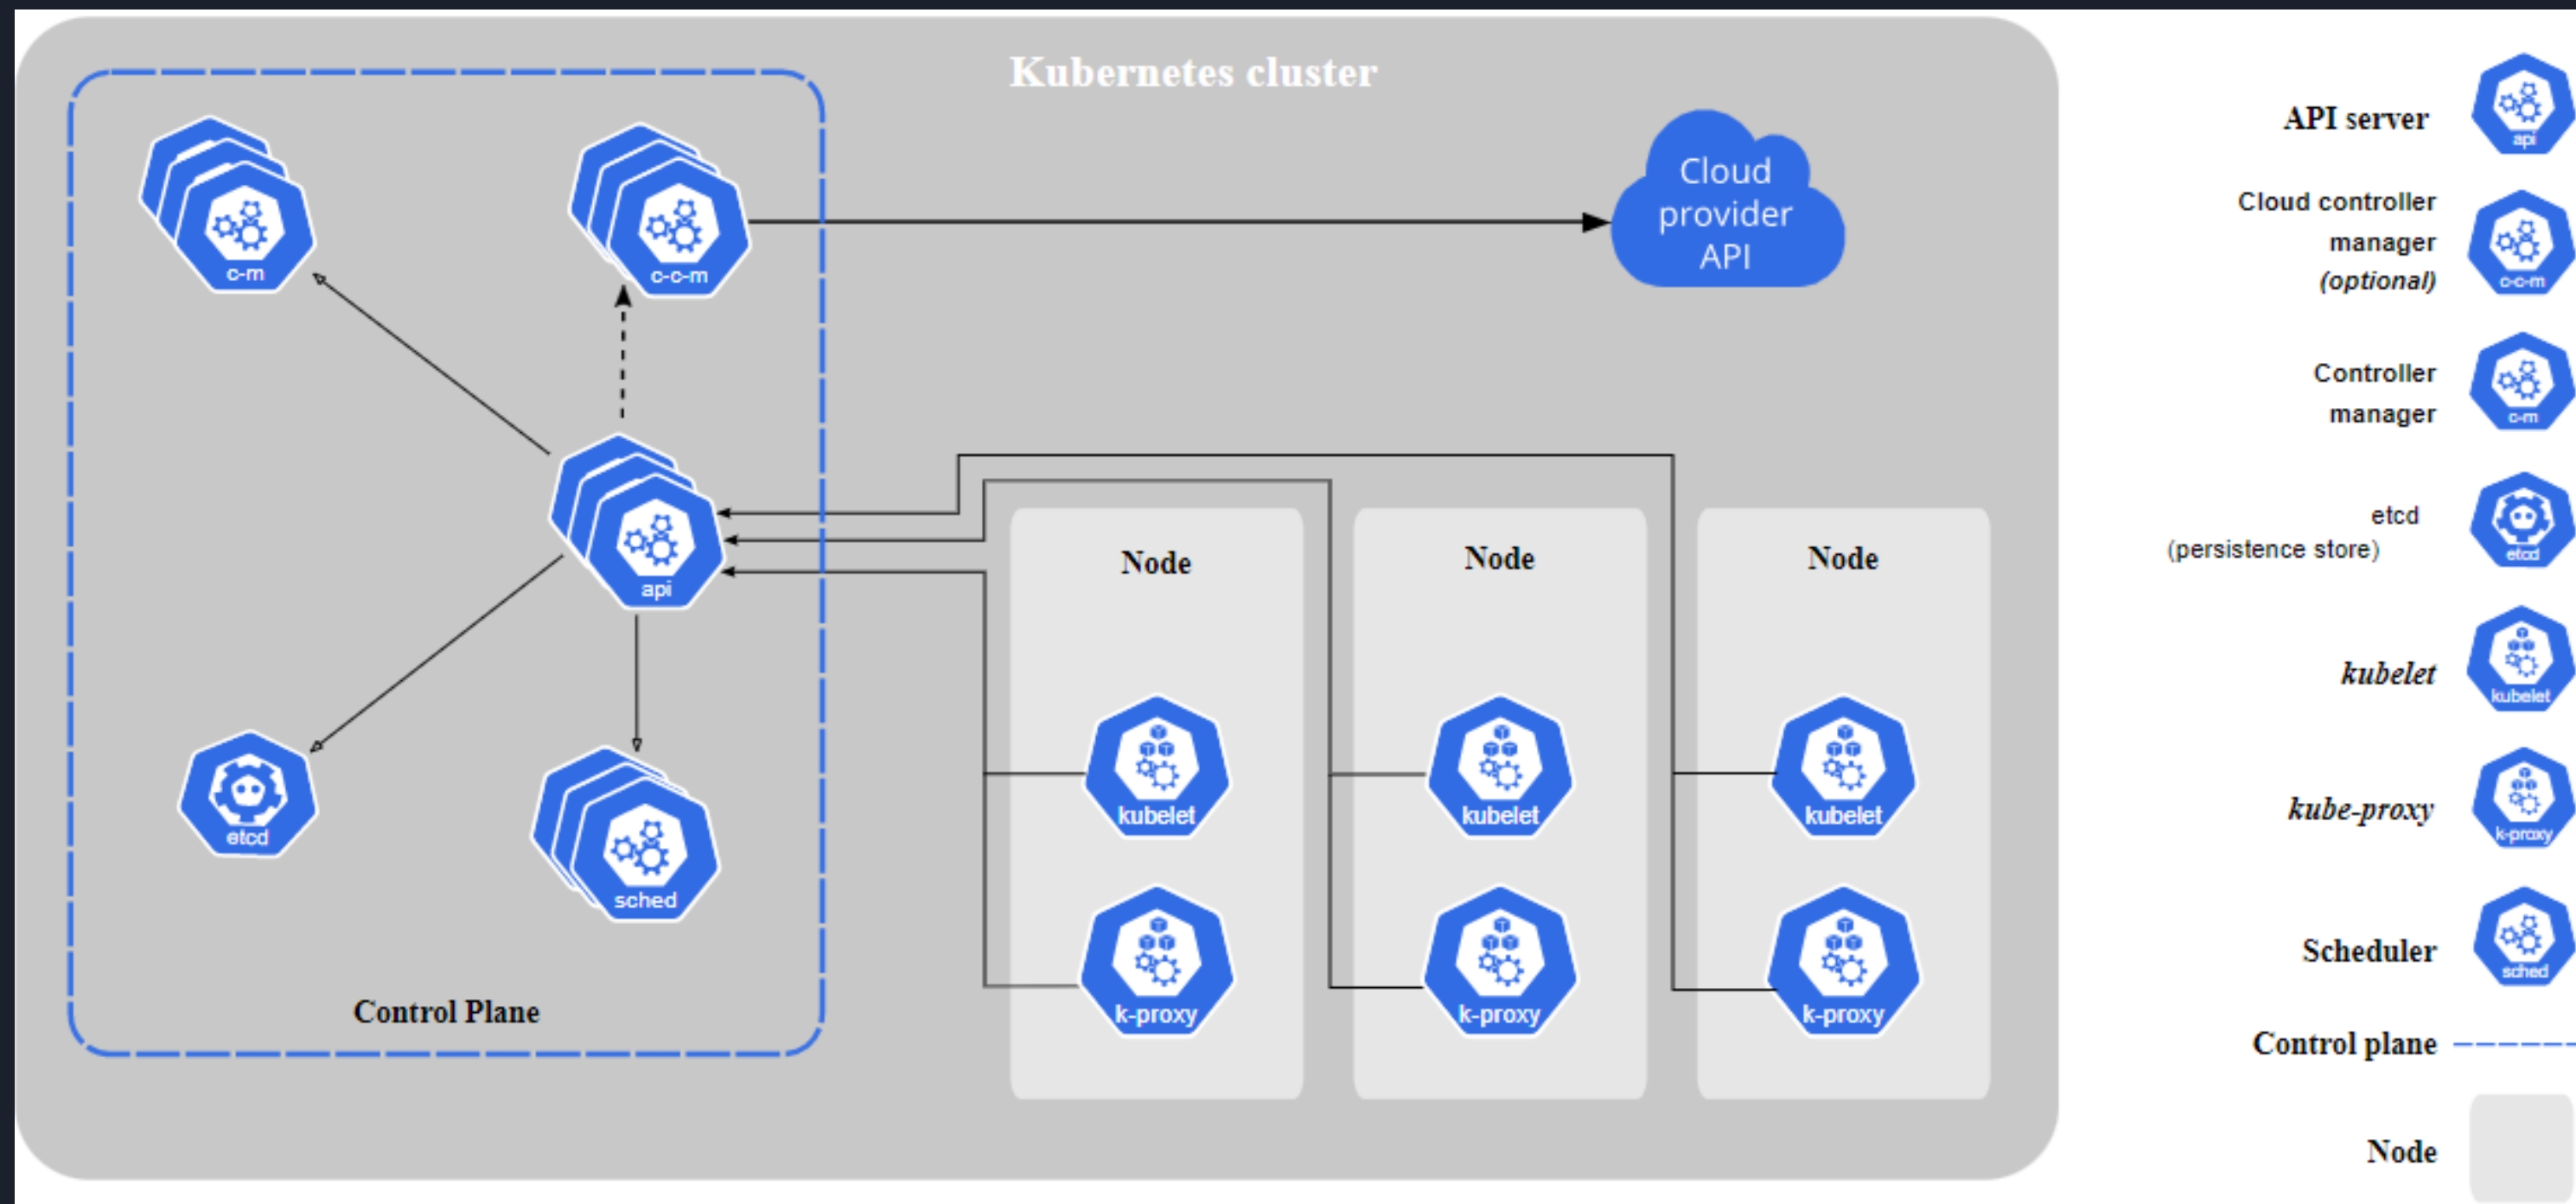 Kubernetes cluster
c-m
c-c-m
Cloud
provider
API
api
etcd
sched
Control Plane
Node
kubelet
k-proxy
Node
kubelet
k-proxy
Node
kubelet
k-proxy
API server
api
Cloud controller
manager
(optional)
c-c-m
Controller
manager
c-m
etcd
(persistence store)
etcd
kubelet
kubelet
kube-proxy
k-proxy
Scheduler
sched
Control plane
Node